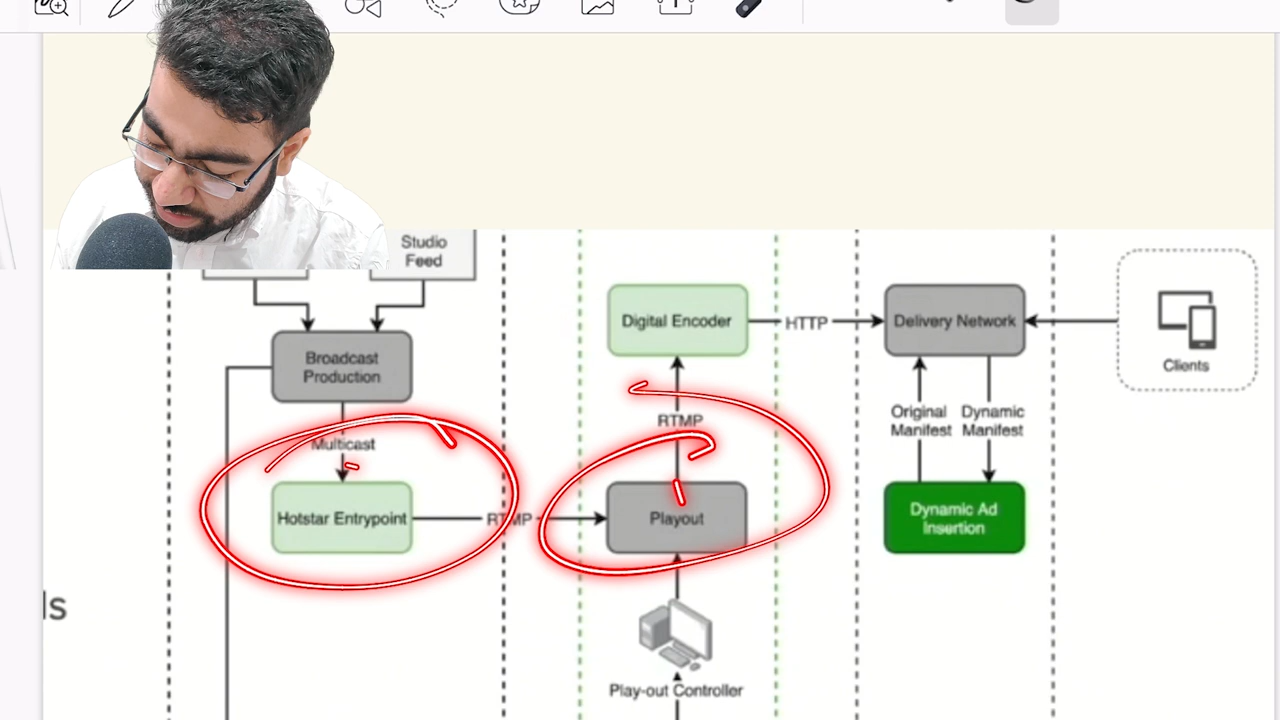 Studio
Feed
Broadcast
Production
Multicast
Hotstar Entrypoint
RTMP
Digital Encoder
HTTP
RTMP
Playout
Play-out Controller
Delivery Network
Original
Manifest
Dynamic
Manifest
Dynamic Ad
Insertion
Clients
ls